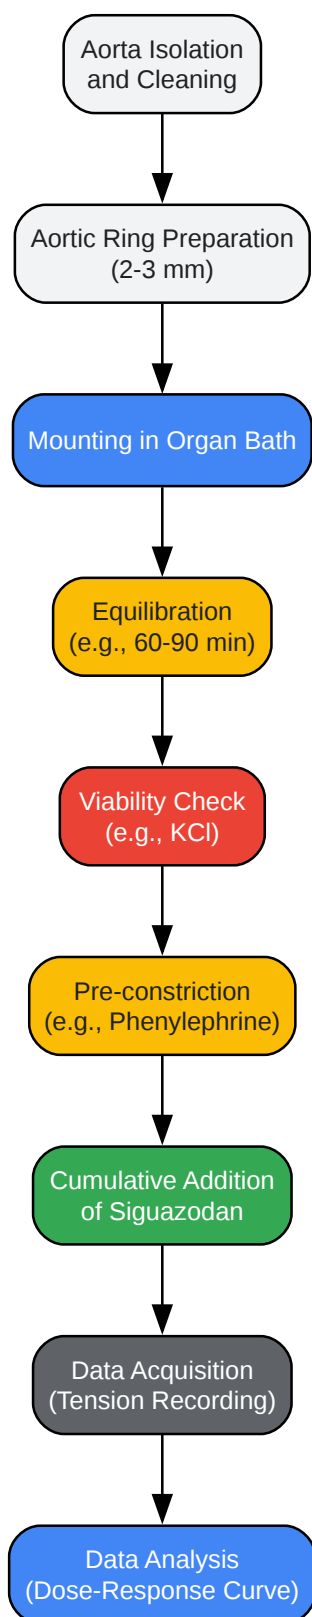 Aorta Isolation
and Cleaning
Aortic Ring Preparation
(2-3 mm)
Mounting in Organ Bath
Equilibration
(e.g., 60-90 min)
Viability Check
(e.g., KCl)
Pre-constriction
(e.g., Phenylephrine)
Cumulative Addition
of Siguazodan
Data Acquisition
(Tension Recording)
Data Analysis
(Dose-Response Curve)